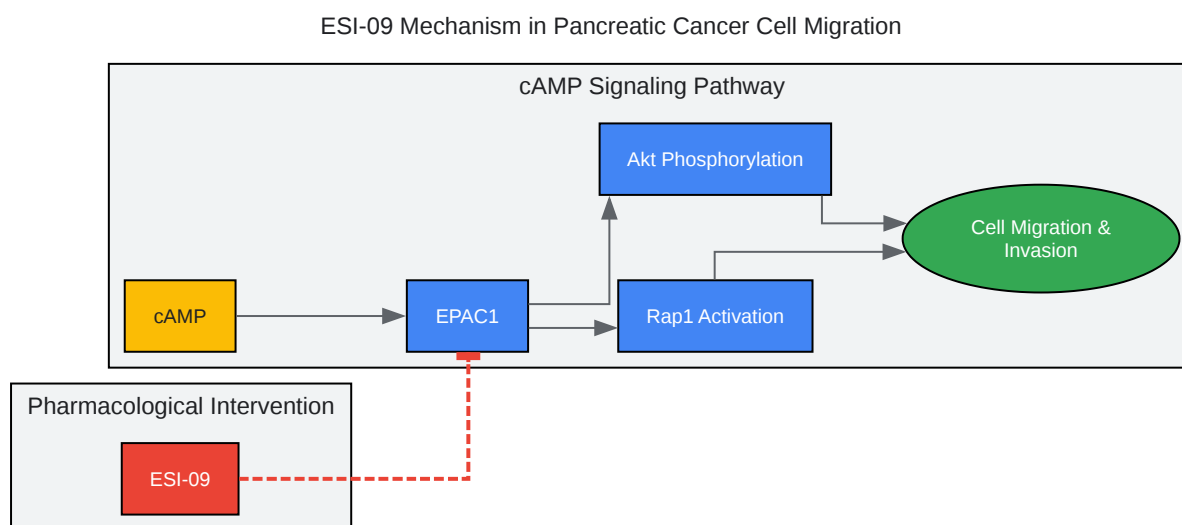 ESI-09 Mechanism in Pancreatic Cancer Cell Migration
cAMP Signaling Pathway
Akt Phosphorylation
Cell Migration &
Invasion
cAMP
EPAC1
Rap1 Activation
Pharmacological Intervention
ESI-09